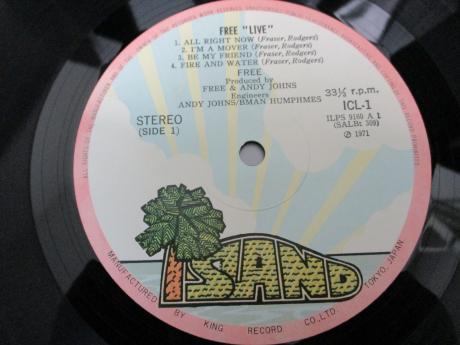 FREE "LIVE"
1. ALL RIGHT NOW (Fraser, Rodgers)
2. I'M A MOVER (Fraser, Rodgers)
3. BE MY FRIEND (Fraser, Rodgers)
4. FIRE AND WATER (Fraser, Rodgers)
FREE
Produced by
FREE & ANDY JOHNS
Engineers
ANDY JOHNS/BMAN HUMPHMES
STEREO
(SIDE 1)
33⅓ r.p.m.
ICL-1
ILPS 9160 A 1
(SALBt 309)
Ⓟ 1971
ISLAND
MANUFACTURED BY KING RECORD CO., LTD. TOKYO, JAPAN